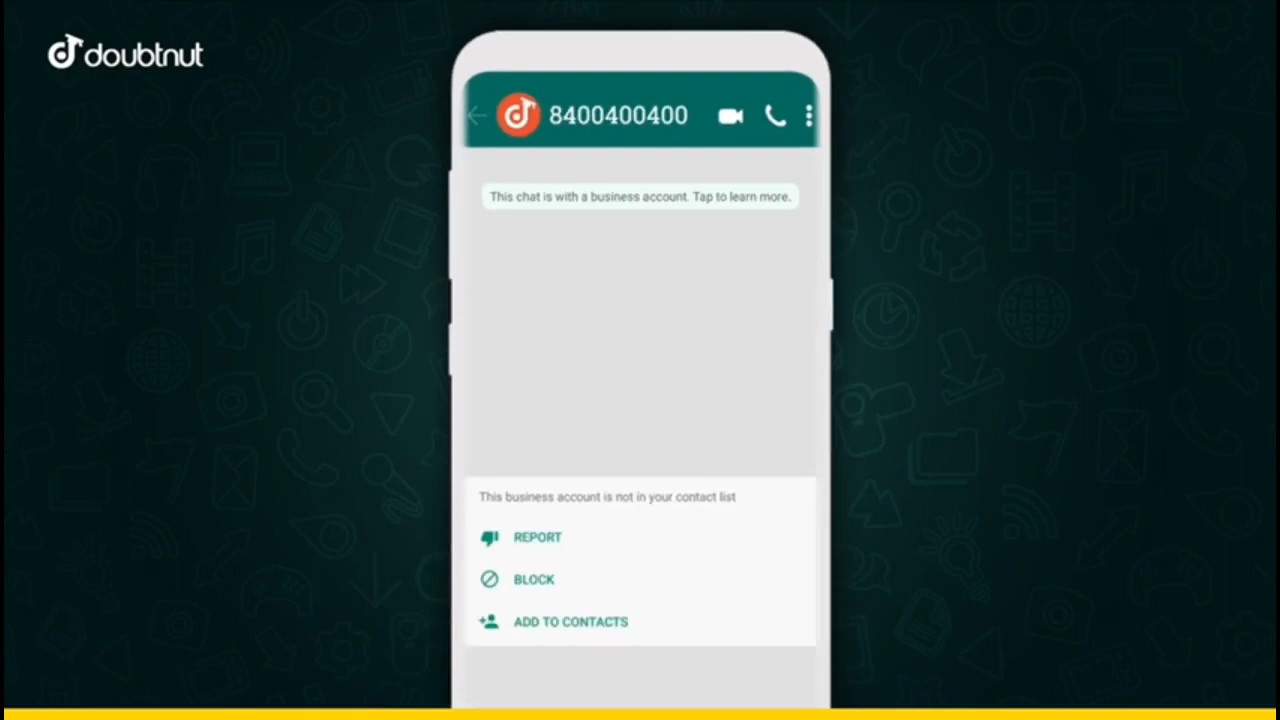 doubtnut
8400400400
This chat is with a business account. Tap to learn more.
This business account is not in your contact list
REPORT
BLOCK
ADD TO CONTACTS